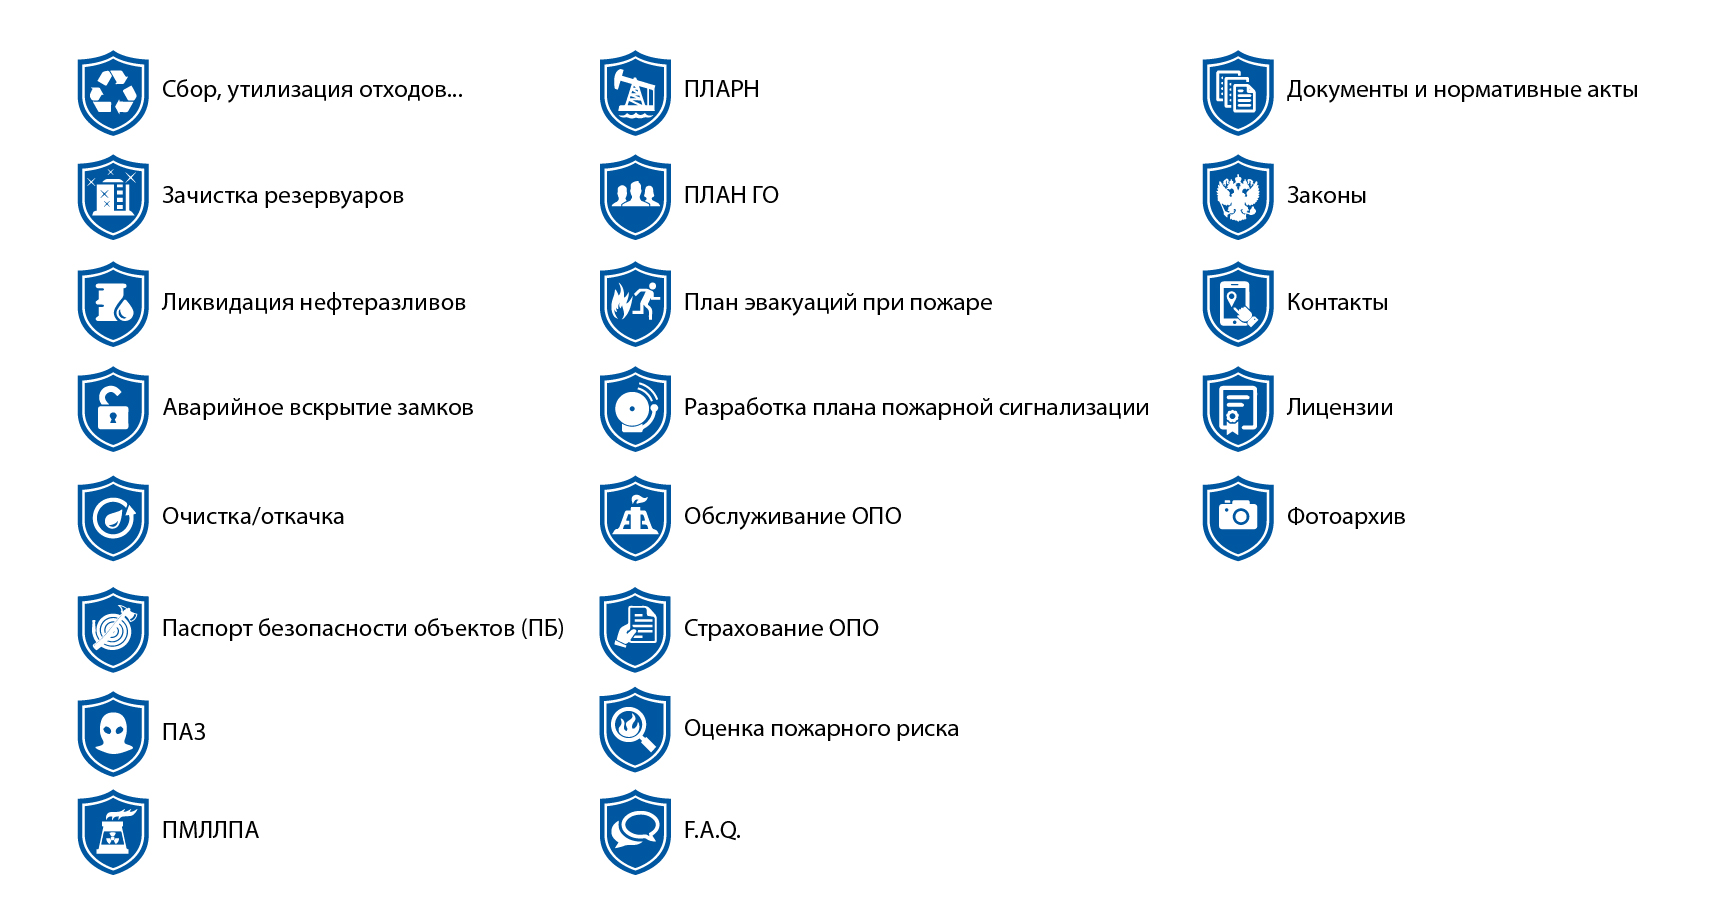 Сбор, утилизация отходов...
Зачистка резервуаров
Ликвидация нефтеразливов
Аварийное вскрытие замков
Очистка/откачка
Паспорт безопасности объектов (ПБ)
ПАЗ
ПМЛЛПА
ПЛАРН
ПЛАН ГО
План эвакуаций при пожаре
Разработка плана пожарной сигнализации
Обслуживание ОПО
Страхование ОПО
Оценка пожарного риска
F.A.Q.
Документы и нормативные акты
Законы
Контакты
Лицензии
Фотоархив